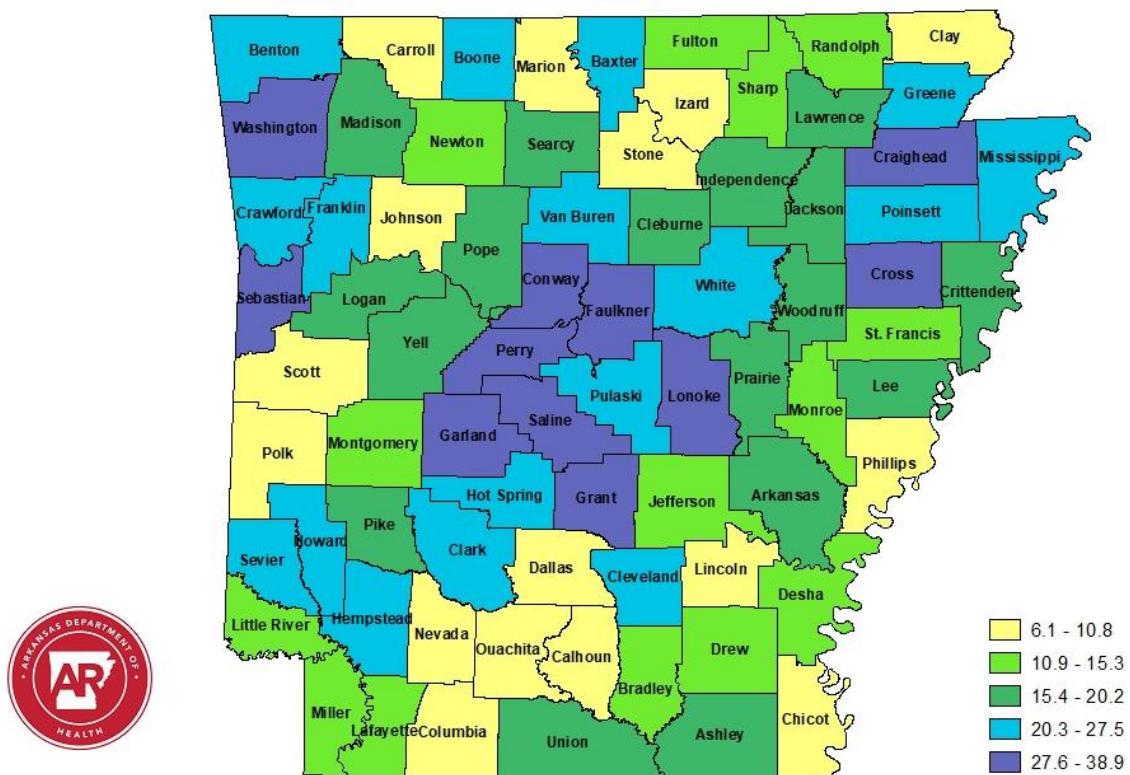 Benton
Carroll
Boone
Marion
Baxter
Fulton
Randolph
Clay
Washington
Madison
Newton
Searcy
Stone
Izard
Sharp
Lawrence
Greene
Craighead
Mississippi
Independence
Jackson
Poinsett
Crawford
Franklin
Johnson
Pope
Van Buren
Cleburne
Conway
Faulkner
White
Cross
Crittenden
Sebastian
Logan
Woodruff
St. Francis
Yell
Perry
Scott
Pulaski
Lonoke
Prairie
Lee
Monroe
Saline
Garland
Montgomery
Polk
Phillips
Hot Spring
Grant
Jefferson
Arkansas
Pike
Howard
Sevier
Clark
Dallas
Cleveland
Lincoln
Desha
Little River
Hempstead
Nevada
Ouachita
Calhoun
Bradley
Drew
Miller
Lafayette
Columbia
Union
Ashley
Chicot
6.1 - 10.8
10.9 - 15.3
15.4 - 20.2
20.3 - 27.5
27.6 - 38.9
ARKANSAS DEPARTMENT OF
AR
HEALTH